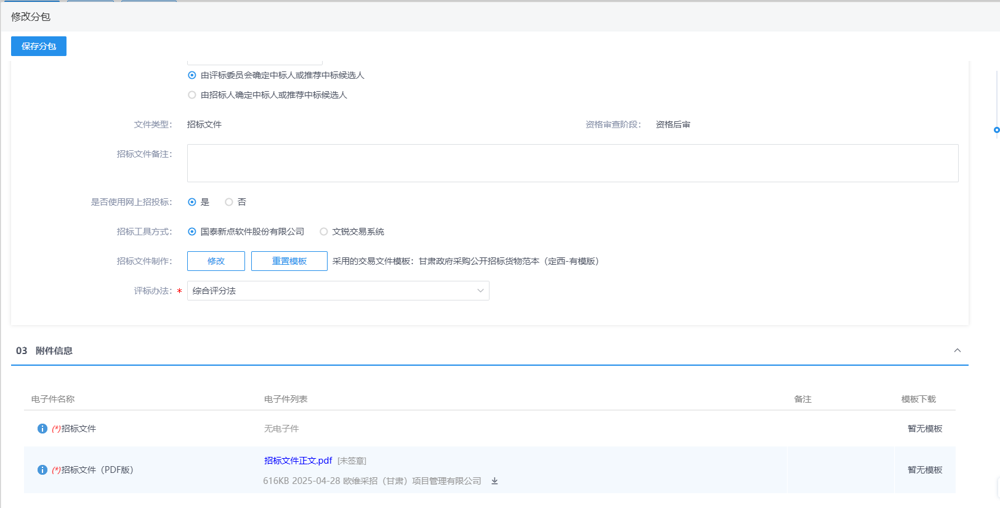 修改分包
保存分包
由评标委员会确定中标人或推荐中标候选人
由招标人确定中标人或推荐中标候选人
文件类型： 招标文件 资格审查阶段： 资格后审
招标文件备注：
是否使用网上招投标： 是 否
招标工具方式： 国泰新点软件股份有限公司 文锐交易系统
招标文件制作： 修改 重置模板 采用的交易文件模板：甘肃政府采购公开招标货物范本（定西-有模版）
评标办法：* 综合评分法
03 附件信息
电子件名称 电子件列表 备注 模板下载
(*)招标文件 无电子件 暂无模板
招标文件正文.pdf [未签章]
(*)招标文件（PDF版） 暂无模板
616KB 2025-04-28 欧维采招（甘肃）项目管理有限公司